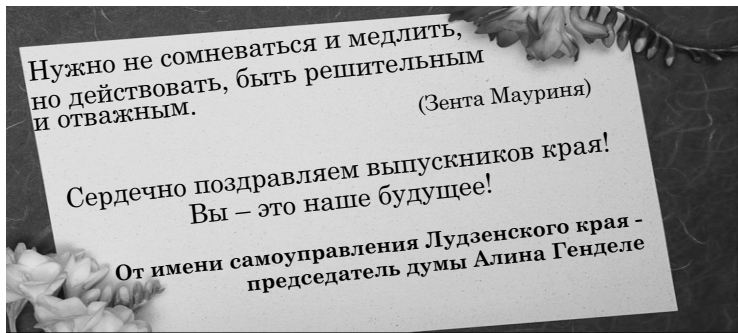 Нужно не сомневаться и медлить,
но действовать, быть решительным
и отважным.
(Зента Мауриня)
Сердечно поздравляем выпускников края!
Вы – это наше будущее!
От имени самоуправления Лудзенского края -
председатель думы Алина Генделе